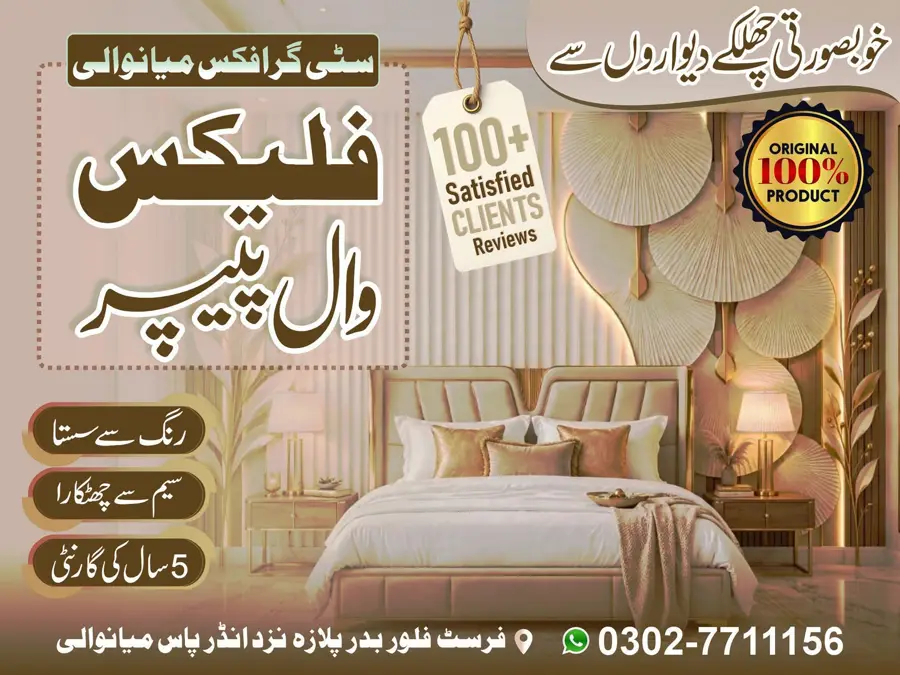 خوبصورتی چھلکے دیواروں سے
سٹی گرافکس میانوالی
فلیکس
وال پیپر
100+
Satisfied
CLIENTS
Reviews
ORIGINAL
100%
PRODUCT
رنگ سے سستا
سیم سے چھٹکارا
5 سال کی گارنٹی
فرسٹ فلور بدر پلازہ نزد انڈر پاس میانوالی
0302-7711156